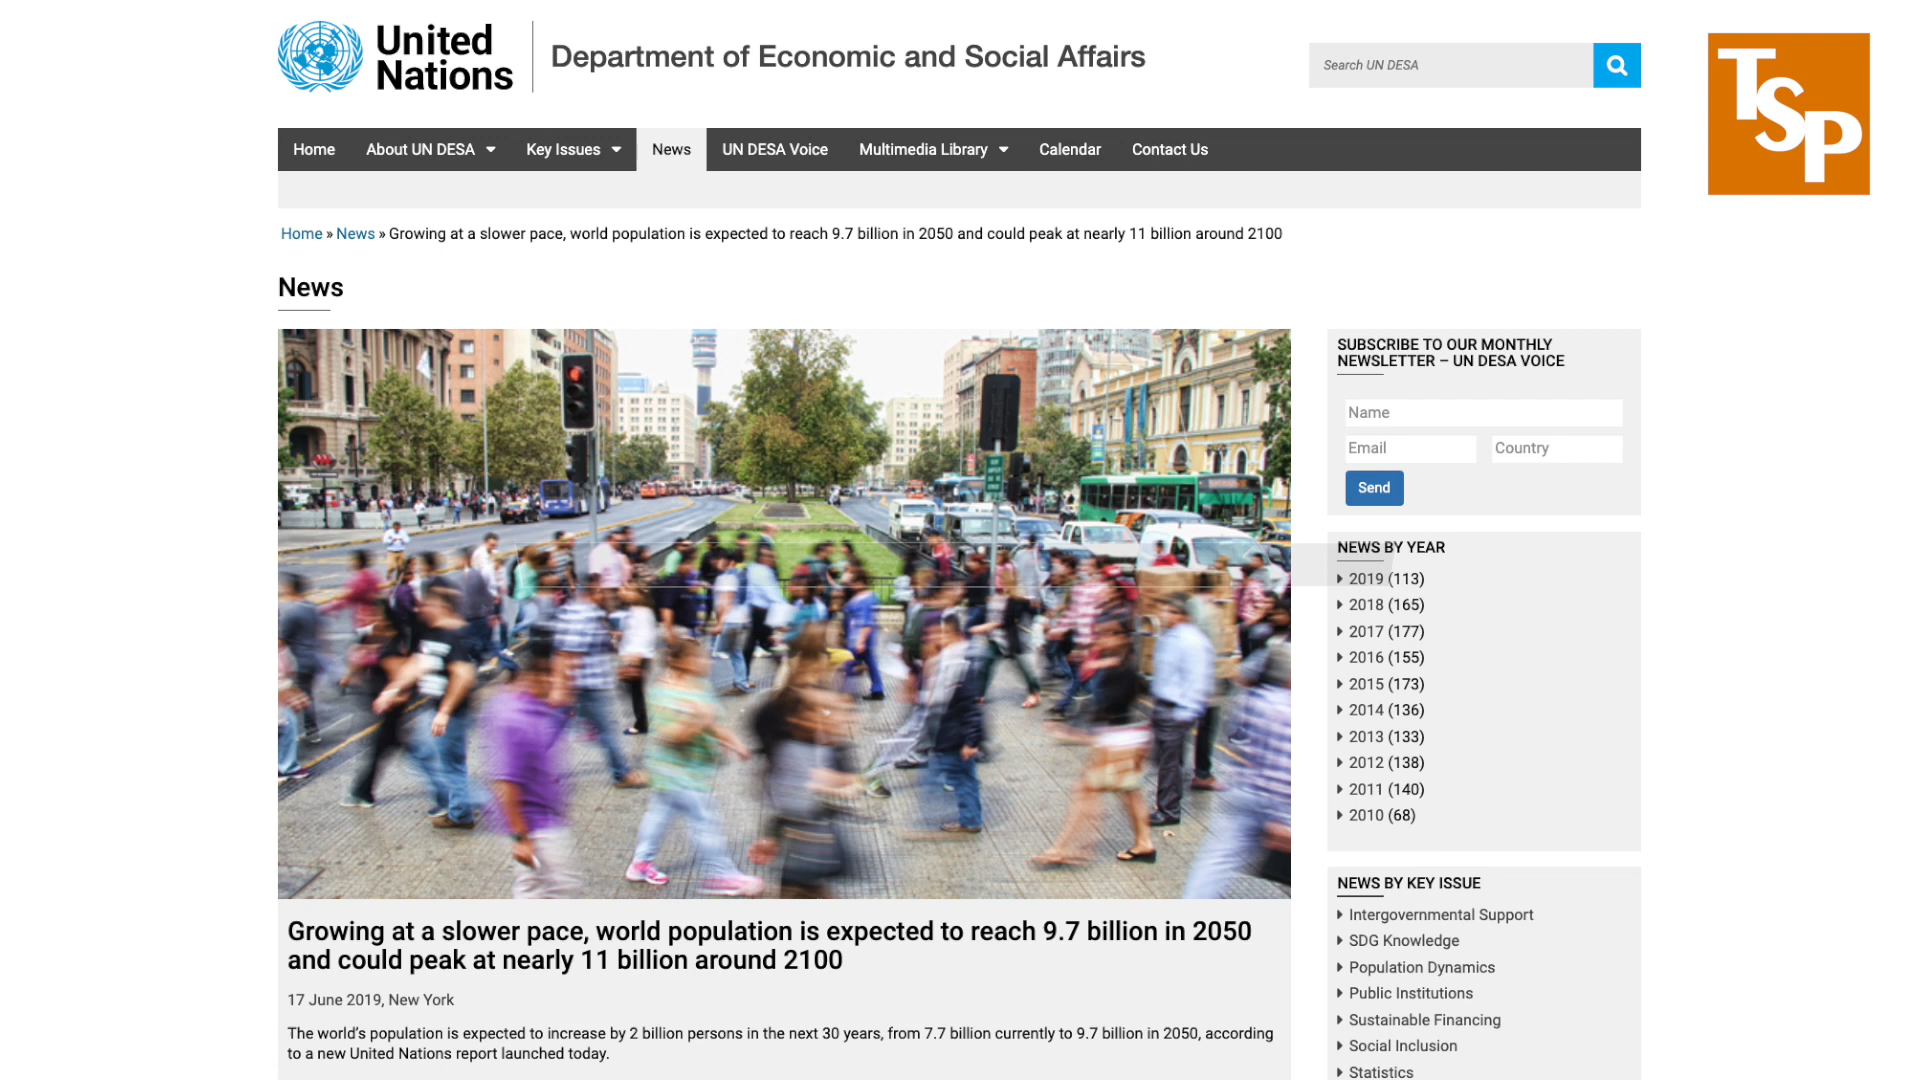 United
Nations
Department of Economic and Social Affairs
Search UN DESA
TSP
Home About UN DESA Key Issues News UN DESA Voice Multimedia Library Calendar Contact Us
Home » News » Growing at a slower pace, world population is expected to reach 9.7 billion in 2050 and could peak at nearly 11 billion around 2100
News
Growing at a slower pace, world population is expected to reach 9.7 billion in 2050
and could peak at nearly 11 billion around 2100
17 June 2019, New York
The world's population is expected to increase by 2 billion persons in the next 30 years, from 7.7 billion currently to 9.7 billion in 2050, according
to a new United Nations report launched today.
SUBSCRIBE TO OUR MONTHLY
NEWSLETTER – UN DESA VOICE
Name
Email Country
Send
NEWS BY YEAR
2019 (113)
2018 (165)
2017 (177)
2016 (155)
2015 (173)
2014 (136)
2013 (133)
2012 (138)
2011 (140)
2010 (68)
NEWS BY KEY ISSUE
Intergovernmental Support
SDG Knowledge
Population Dynamics
Public Institutions
Sustainable Financing
Social Inclusion
Statistics